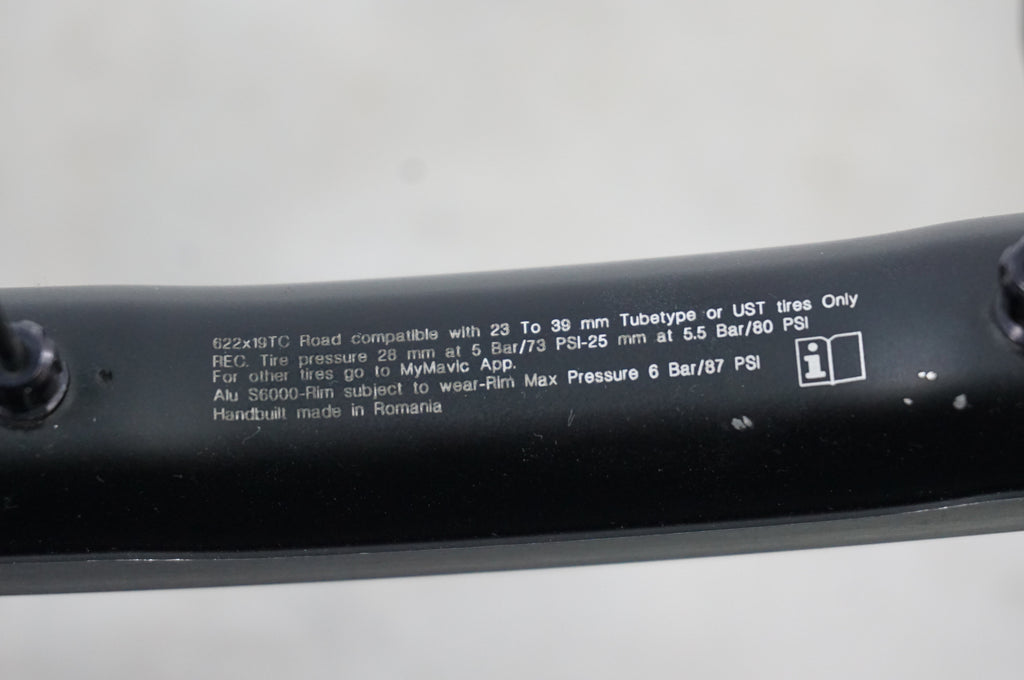 622x19TC Road compatible with 23 To 39 mm Tubetype or UST tires Only
REC. Tire pressure 28 mm at 5 Bar/73 PSI-25 mm at 5.5 Bar/80 PSI
For other tires go to MyMavic App.
Alu S6000-Rim subject to wear-Rim Max Pressure 6 Bar/87 PSI
Handbuilt made in Romania